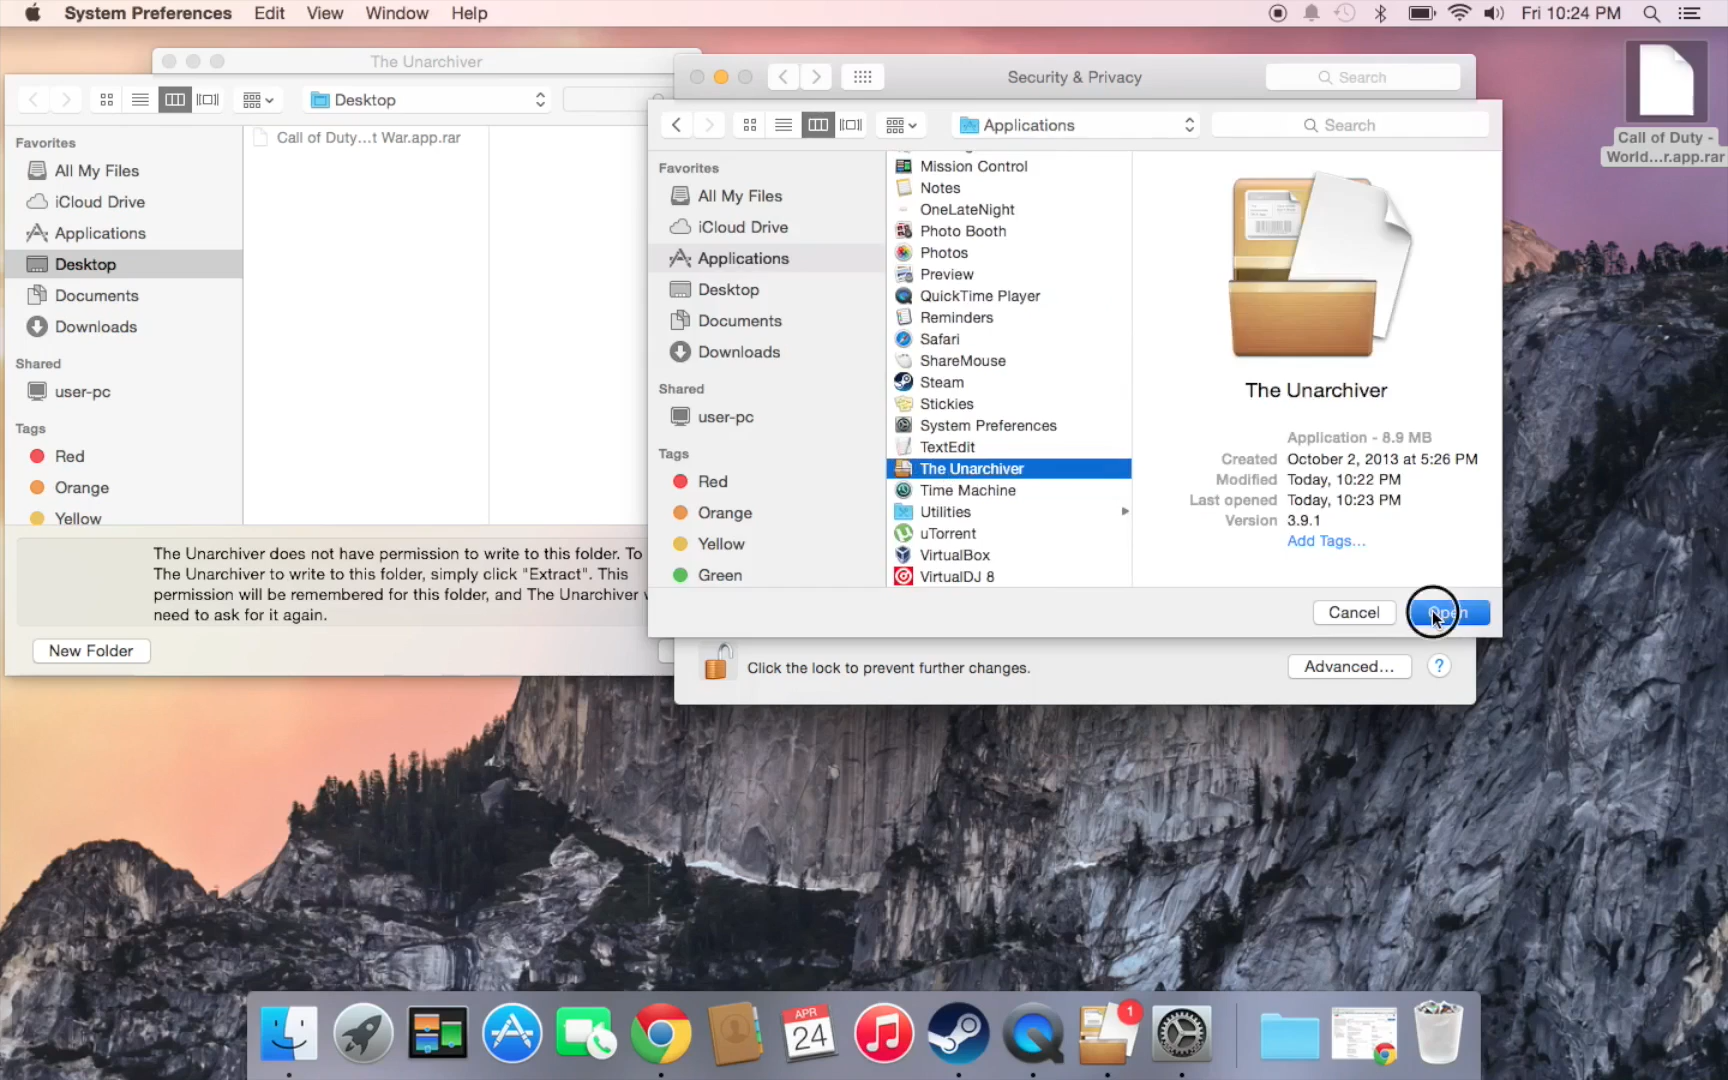 System Preferences Edit View Window Help
Fri 10:24 PM
The Unarchiver
Desktop
Favorites
All My Files
iCloud Drive
Applications
Desktop
Documents
Downloads
Shared
user-pc
Tags
Red
Orange
Yellow
Call of Duty...t War.app.rar
The Unarchiver does not have permission to write to this folder. To
The Unarchiver to write to this folder, simply click "Extract". This
permission will be remembered for this folder, and The Unarchiver
need to ask for it again.
New Folder
Security & Privacy
Search
Applications
Search
Favorites
All My Files
iCloud Drive
Applications
Desktop
Documents
Downloads
Shared
user-pc
Tags
Red
Orange
Yellow
Green
Mission Control
Notes
OneLateNight
Photo Booth
Photos
Preview
QuickTime Player
Reminders
Safari
ShareMouse
Steam
Stickies
System Preferences
TextEdit
The Unarchiver
Time Machine
Utilities
uTorrent
VirtualBox
VirtualDJ 8
The Unarchiver
Application - 8.9 MB
Created October 2, 2013 at 5:26 PM
Modified Today, 10:22 PM
Last opened Today, 10:23 PM
Version 3.9.1
Add Tags...
Cancel
Open
Click the lock to prevent further changes.
Advanced...
?
Call of Duty -
World...r.app.rar
APR
24
1